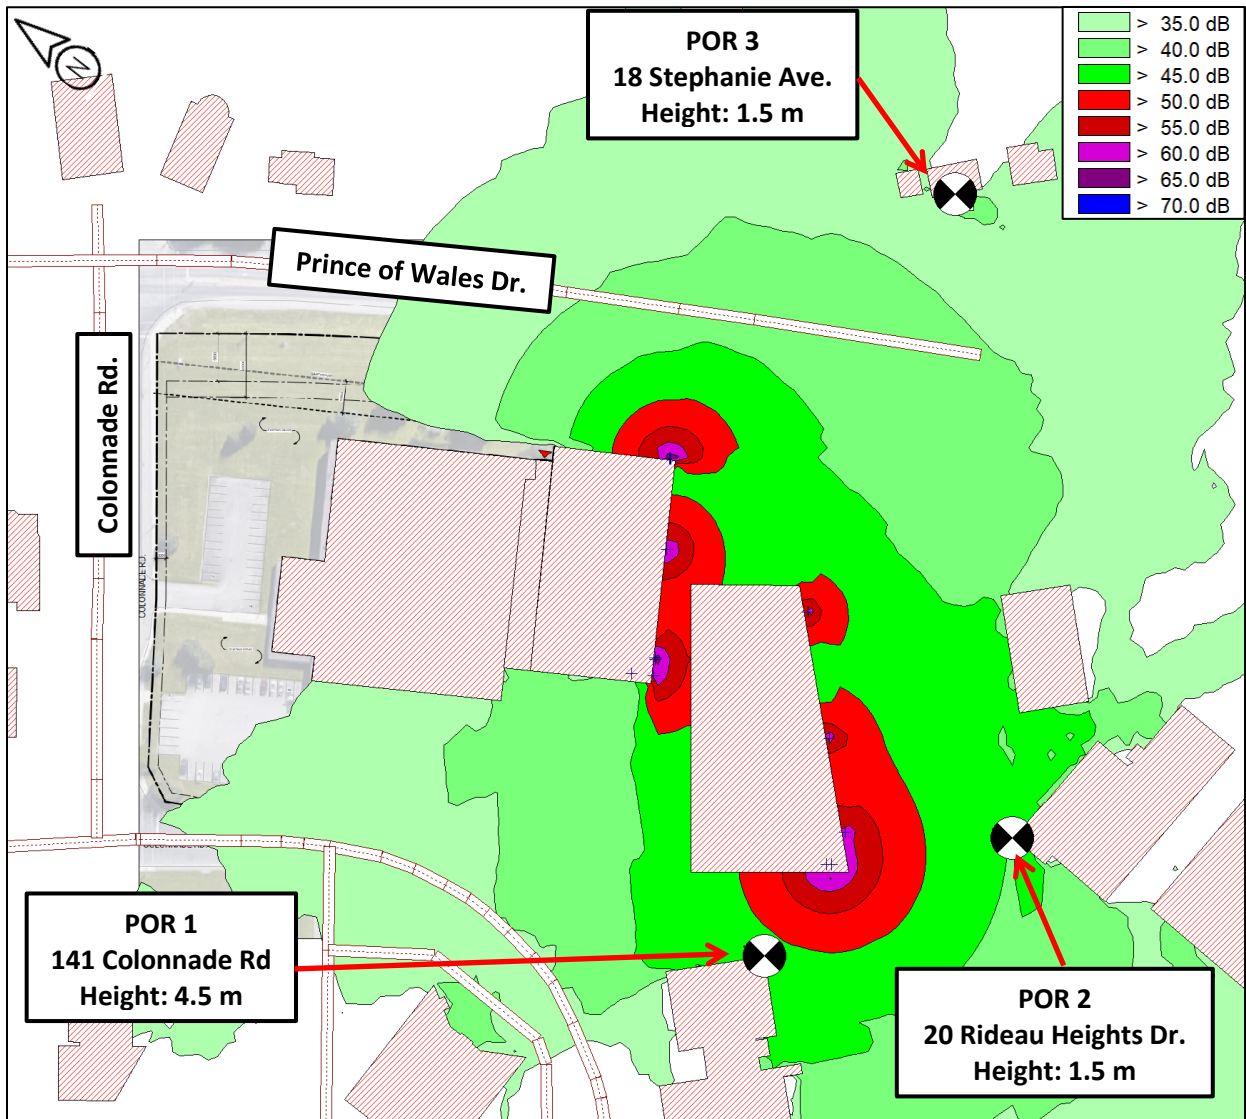 N
POR 3
18 Stephanie Ave.
Height: 1.5 m
> 35.0 dB
> 40.0 dB
> 45.0 dB
> 50.0 dB
> 55.0 dB
> 60.0 dB
> 65.0 dB
> 70.0 dB
Prince of Wales Dr.
Colonnade Rd.
COLONNADE RD.
POR 1
141 Colonnade Rd
Height: 4.5 m
POR 2
20 Rideau Heights Dr.
Height: 1.5 m